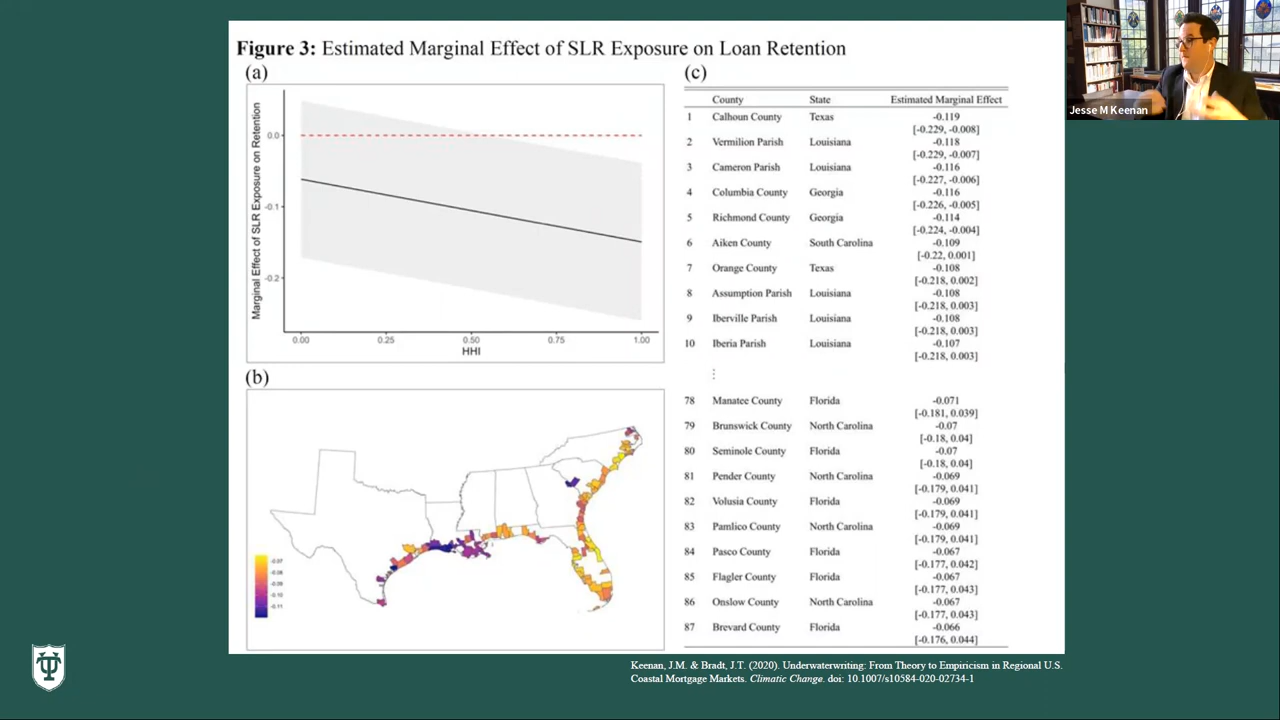 Figure 3: Estimated Marginal Effect of SLR Exposure on Loan Retention
(a)
Marginal Effect of SLR Exposure on Retention
0.0
-0.1
-0.2
0.00 0.25 0.50 0.75 1.00
HHI
(b)
-0.07
-0.08
-0.09
-0.10
-0.11
(c)
County State Estimated Marginal Effect
1 Calhoun County Texas -0.119
[-0.229, -0.008]
2 Vermilion Parish Louisiana -0.118
[-0.229, -0.007]
3 Cameron Parish Louisiana -0.116
[-0.227, -0.006]
4 Columbia County Georgia -0.116
[-0.226, -0.005]
5 Richmond County Georgia -0.114
[-0.224, -0.004]
6 Aiken County South Carolina -0.109
[-0.22, 0.001]
7 Orange County Texas -0.108
[-0.218, 0.002]
8 Assumption Parish Louisiana -0.108
[-0.218, 0.003]
9 Iberville Parish Louisiana -0.108
[-0.218, 0.003]
10 Iberia Parish Louisiana -0.107
[-0.218, 0.003]
⋮
78 Manatee County Florida -0.071
[-0.181, 0.039]
79 Brunswick County North Carolina -0.07
[-0.18, 0.04]
80 Seminole County Florida -0.07
[-0.18, 0.04]
81 Pender County North Carolina -0.069
[-0.179, 0.041]
82 Volusia County Florida -0.069
[-0.179, 0.041]
83 Pamlico County North Carolina -0.069
[-0.179, 0.041]
84 Pasco County Florida -0.067
[-0.177, 0.042]
85 Flagler County Florida -0.067
[-0.177, 0.043]
86 Onslow County North Carolina -0.067
[-0.177, 0.043]
87 Brevard County Florida -0.066
[-0.176, 0.044]
Jesse M Keenan
Keenan, J.M. & Bradt, J.T. (2020). Underwaterwriting: From Theory to Empiricism in Regional U.S.
Coastal Mortgage Markets. Climatic Change. doi: 10.1007/s10584-020-02734-1